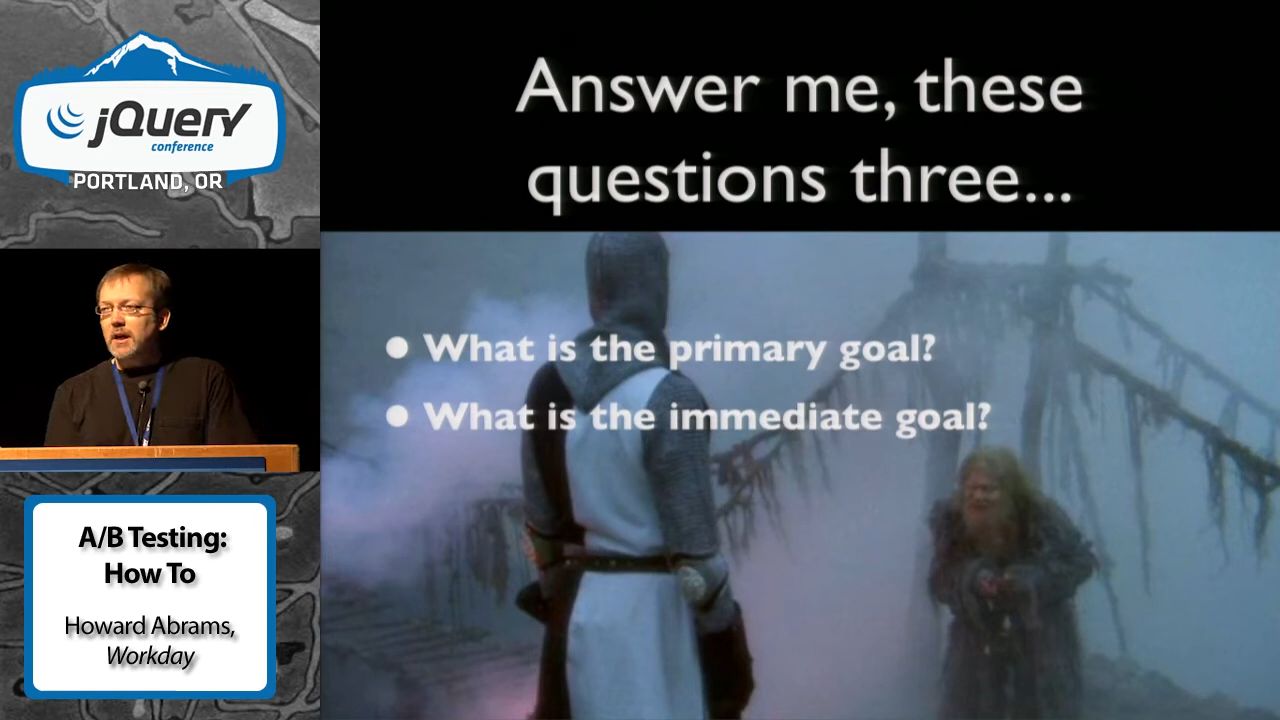 jQuery
conference
PORTLAND, OR
A/B Testing:
How To
Howard Abrams,
Workday
Answer me, these
questions three...
● What is the primary goal?
● What is the immediate goal?